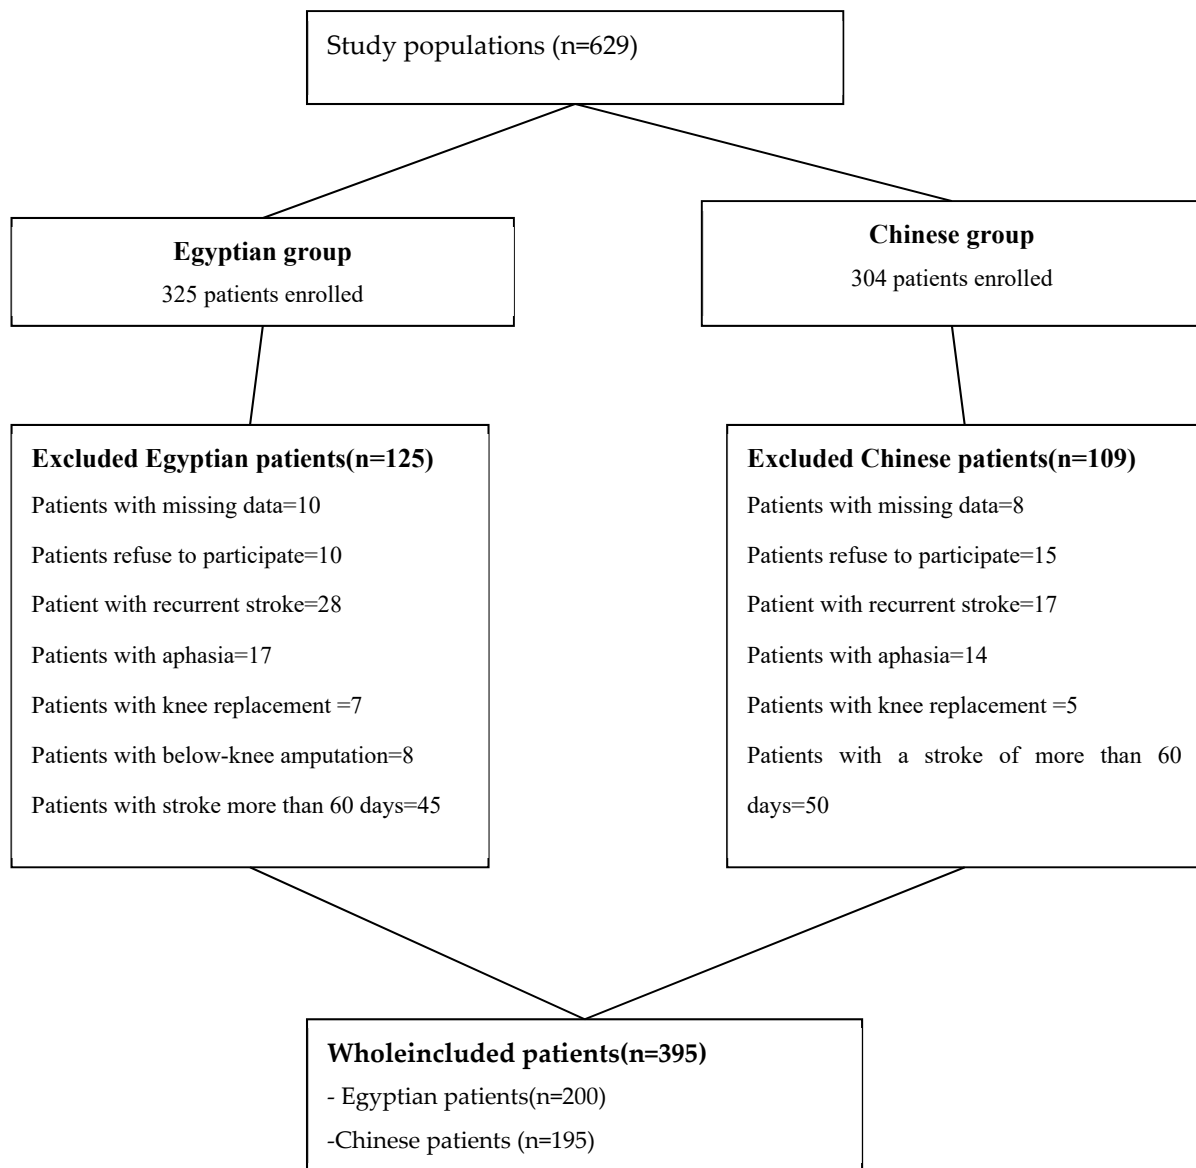 Study populations (n=629)
Egyptian group
325 patients enrolled
Chinese group
304 patients enrolled
Excluded Egyptian patients(n=125)
Patients with missing data=10
Patients refuse to participate=10
Patient with recurrent stroke=28
Patients with aphasia=17
Patients with knee replacement =7
Patients with below-knee amputation=8
Patients with stroke more than 60 days=45
Excluded Chinese patients(n=109)
Patients with missing data=8
Patients refuse to participate=15
Patient with recurrent stroke=17
Patients with aphasia=14
Patients with knee replacement =5
Patients with a stroke of more than 60
days=50
Wholeincluded patients(n=395)
- Egyptian patients(n=200)
-Chinese patients (n=195)